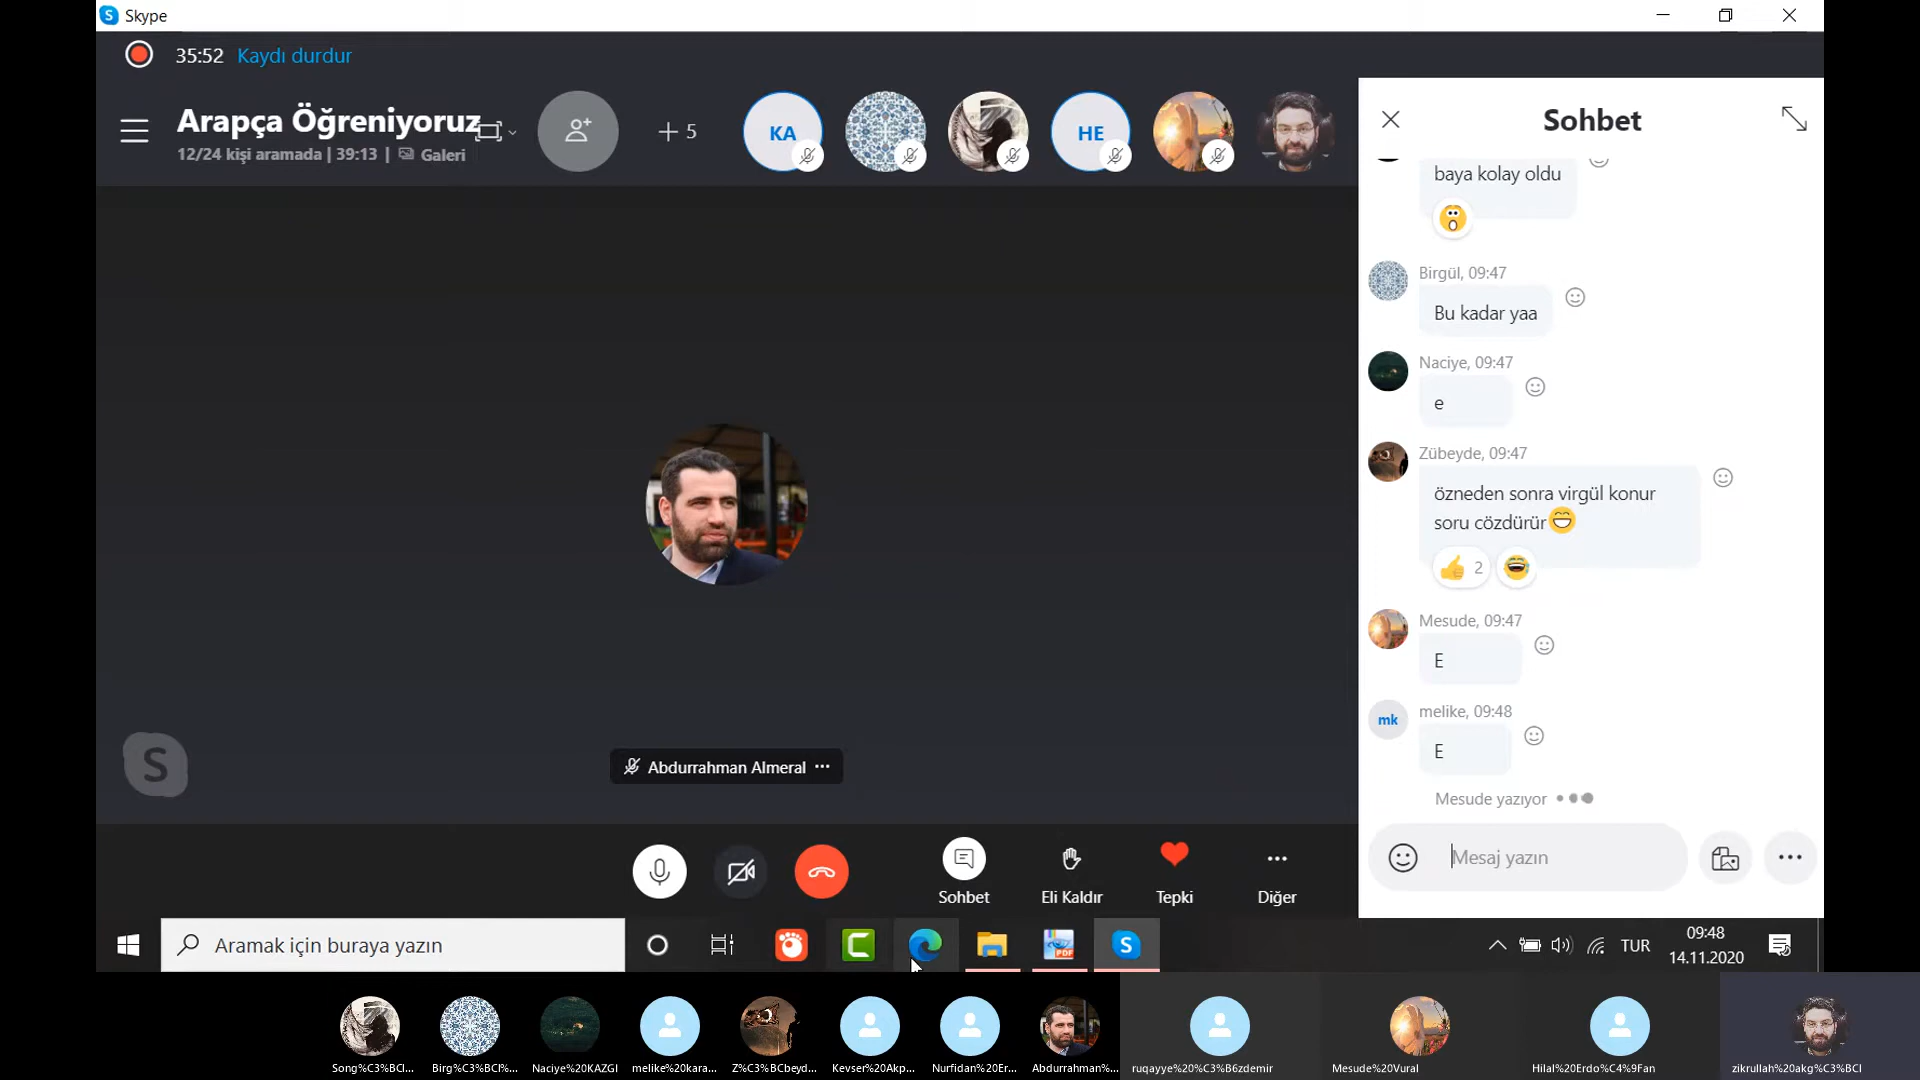 Skype
35:52 Kaydı durdur
Arapça Öğreniyoruz
12/24 kişi aramada | 39:13 | Galeri
+ 5
KA
HE
Sohbet
baya kolay oldu
Birgül, 09:47
Bu kadar yaa
Naciye, 09:47
e
Zübeyde, 09:47
özneden sonra virgül konur
soru cözdürür
2
Mesude, 09:47
E
mk
melike, 09:48
E
Mesude yazıyor
Mesaj yazın
Abdurrahman Almeral
Sohbet
Eli Kaldır
Tepki
Diğer
Aramak için buraya yazın
PDF
TUR
09:48
14.11.2020
Song%C3%BCl...
Birg%C3%BCl%...
Naciye%20KAZGI
melike%20kara...
Z%C3%BCbeyd...
Kevser%20Akp...
Nurfidan%20Er...
Abdurrahman%...
ruqayye%20%C3%B6zdemir
Mesude%20Vural
Hilal%20Erdo%C4%9Fan
zikrullah%20akg%C3%BCl